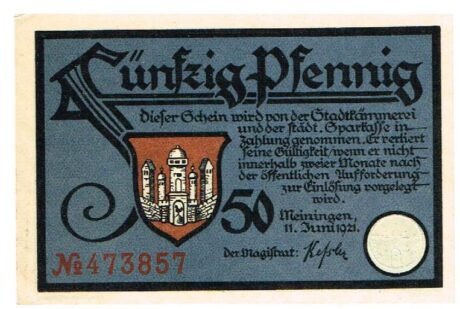 Fünfzig Pfennig
Dieser Schein wird von der Stadtkämmerei
und der städt. Sparkasse in
Zahlung genommen. Er verliert
seine Gültigkeit, wenn er nicht
innerhalb zweier Monate nach
der öffentlichen Aufforderung
zur Einlösung vorgelegt
wird.
50
Meiningen,
11. Juni 1921.
der Magistrat: Keßler
№ 473857